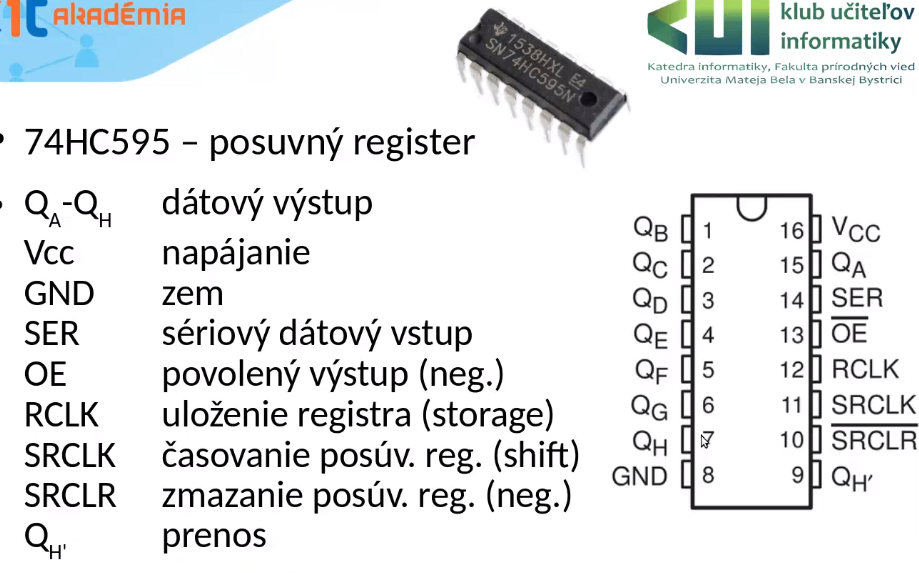 akadémia
1538HXL E4
SN74HC595N
klub učiteľov
informatiky
Katedra informatiky, Fakulta prírodných vied
Univerzita Mateja Bela v Banskej Bystrici
• 74HC595 – posuvný register
• QA-QH dátový výstup
Vcc napájanie
GND zem
SER sériový dátový vstup
OE povolený výstup (neg.)
RCLK uloženie registra (storage)
SRCLK časovanie posúv. reg. (shift)
SRCLR zmazanie posúv. reg. (neg.)
QH' prenos
QB 1 16 VCC
QC 2 15 QA
QD 3 14 SER
QE 4 13 OE
QF 5 12 RCLK
QG 6 11 SRCLK
QH 7 10 SRCLR
GND 8 9 QH′